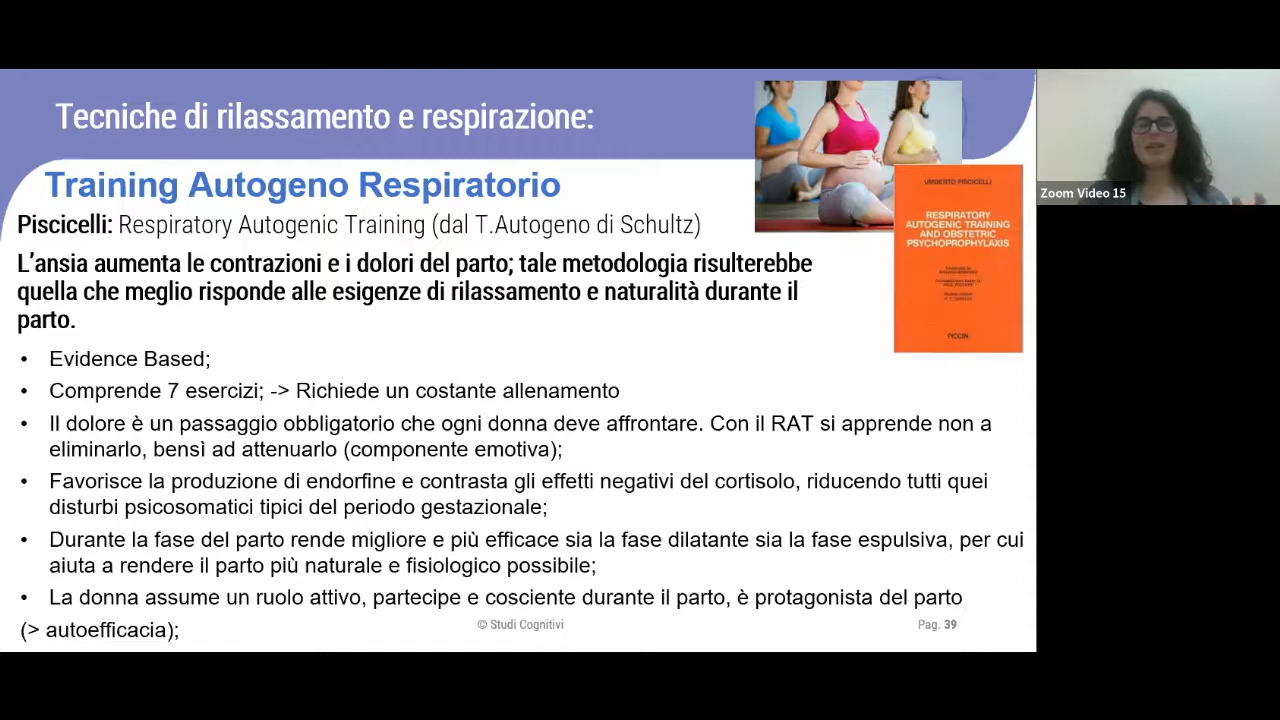 Tecniche di rilassamento e respirazione:
Training Autogeno Respiratorio
Piscicelli: Respiratory Autogenic Training (dal T.Autogeno di Schultz)
L’ansia aumenta le contrazioni e i dolori del parto; tale metodologia risulterebbe
quella che meglio risponde alle esigenze di rilassamento e naturalità durante il
parto.
• Evidence Based;
• Comprende 7 esercizi; -> Richiede un costante allenamento
• Il dolore è un passaggio obbligatorio che ogni donna deve affrontare. Con il RAT si apprende non a
eliminarlo, bensì ad attenuarlo (componente emotiva);
• Favorisce la produzione di endorfine e contrasta gli effetti negativi del cortisolo, riducendo tutti quei
disturbi psicosomatici tipici del periodo gestazionale;
• Durante la fase del parto rende migliore e più efficace sia la fase dilatante sia la fase espulsiva, per cui
aiuta a rendere il parto più naturale e fisiologico possibile;
• La donna assume un ruolo attivo, partecipe e cosciente durante il parto, è protagonista del parto
(> autoefficacia);
© Studi Cognitivi
Pag. 39
UMBERTO PISCICELLI
RESPIRATORY
AUTOGENIC TRAINING
AND OBSTETRIC
PSYCHOPROPHYLAXIS
PICCIN
Zoom Video 15